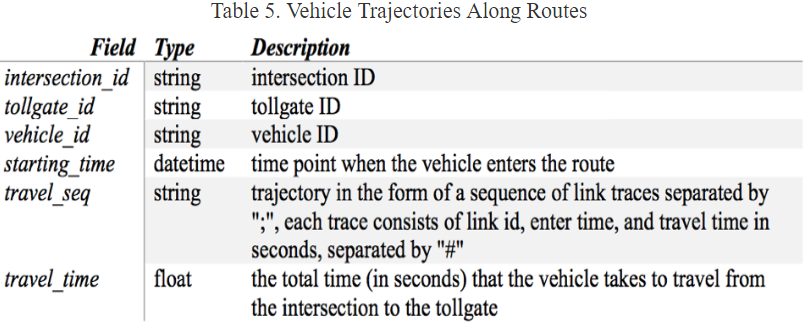 Table 5. Vehicle Trajectories Along Routes
Field Type Description
intersection_id string intersection ID
tollgate_id string tollgate ID
vehicle_id string vehicle ID
starting_time datetime time point when the vehicle enters the route
travel_seq string trajectory in the form of a sequence of link traces separated by
";", each trace consists of link id, enter time, and travel time in
seconds, separated by "#"
travel_time float the total time (in seconds) that the vehicle takes to travel from
the intersection to the tollgate